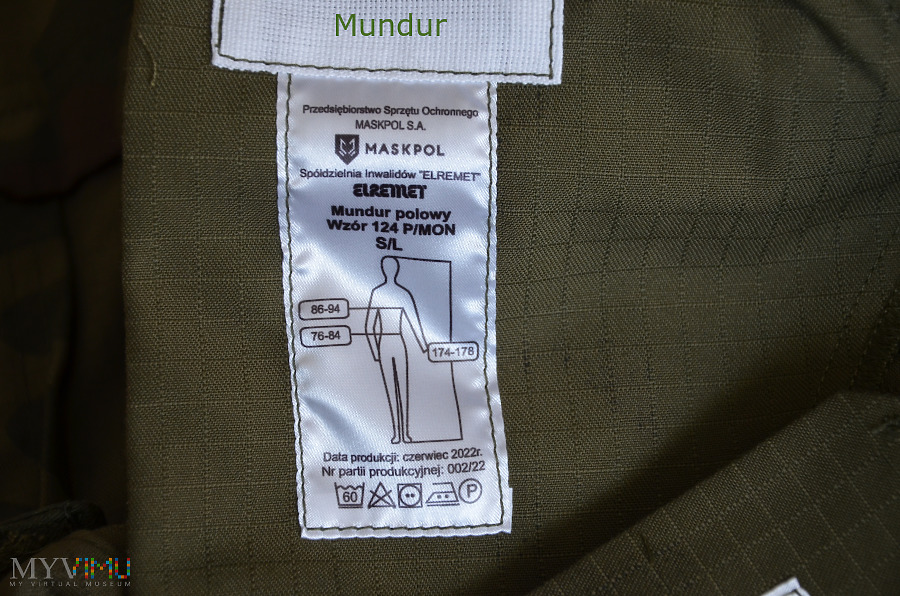 Mundur
Przedsiębiorstwo Sprzętu Ochronnego
MASKPOL S.A.
MASKPOL
Spółdzielnia Inwalidów "ELREMET"
ELREMET
Mundur polowy
Wzór 124 P/MON
S/L
86-94
76-84
174-178
Data produkcji: czerwiec 2022r.
Nr partii produkcyjnej: 002/22
60
P
MYVIMU
MY VIRTUAL MUSEUM